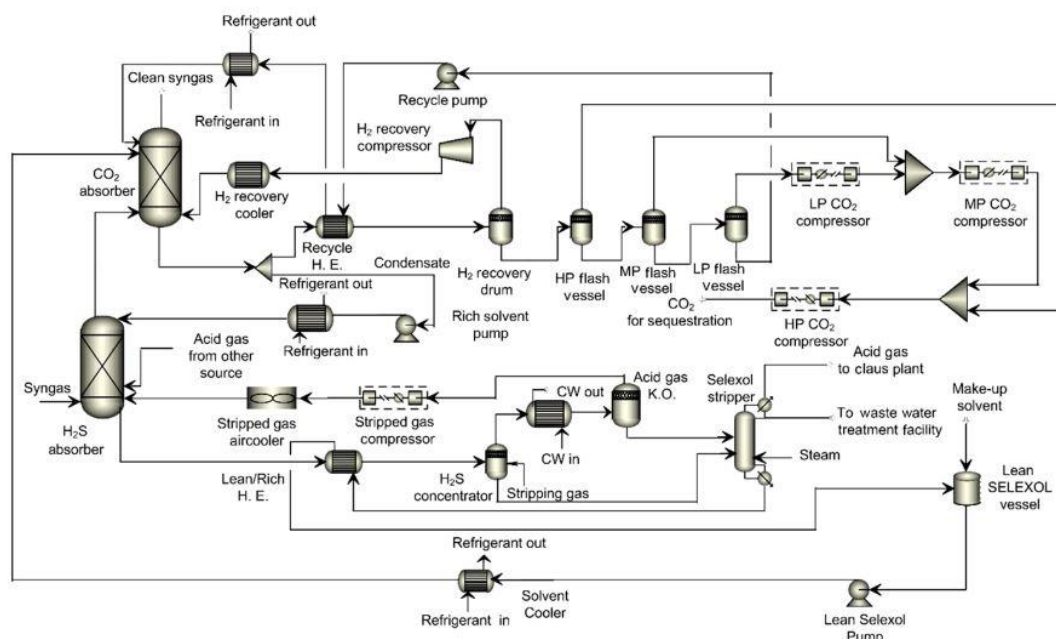 Refrigerant out
Clean syngas
Refrigerant in
Recycle pump
H2 recovery
compressor
CO2
absorber
H2 recovery
cooler
Recycle
H. E.
H2 recovery
drum
HP flash
vessel
MP flash
vessel
LP flash
vessel
LP CO2
compressor
MP CO2
compressor
Condensate
Refrigerant out
Rich solvent
pump
CO2
for sequestration
HP CO2
compressor
Refrigerant in
Acid gas
from other
source
Syngas
H2S
absorber
Stripped gas
aircooler
Stripped gas
compressor
CW out
CW in
Acid gas
K.O.
Selexol
stripper
Acid gas
to claus plant
To waste water
treatment facility
Steam
Make-up
solvent
Lean
SELEXOL
vessel
Lean/Rich
H. E.
H2S
concentrator
Stripping gas
Refrigerant out
Refrigerant in
Solvent
Cooler
Lean Selexol
Pump